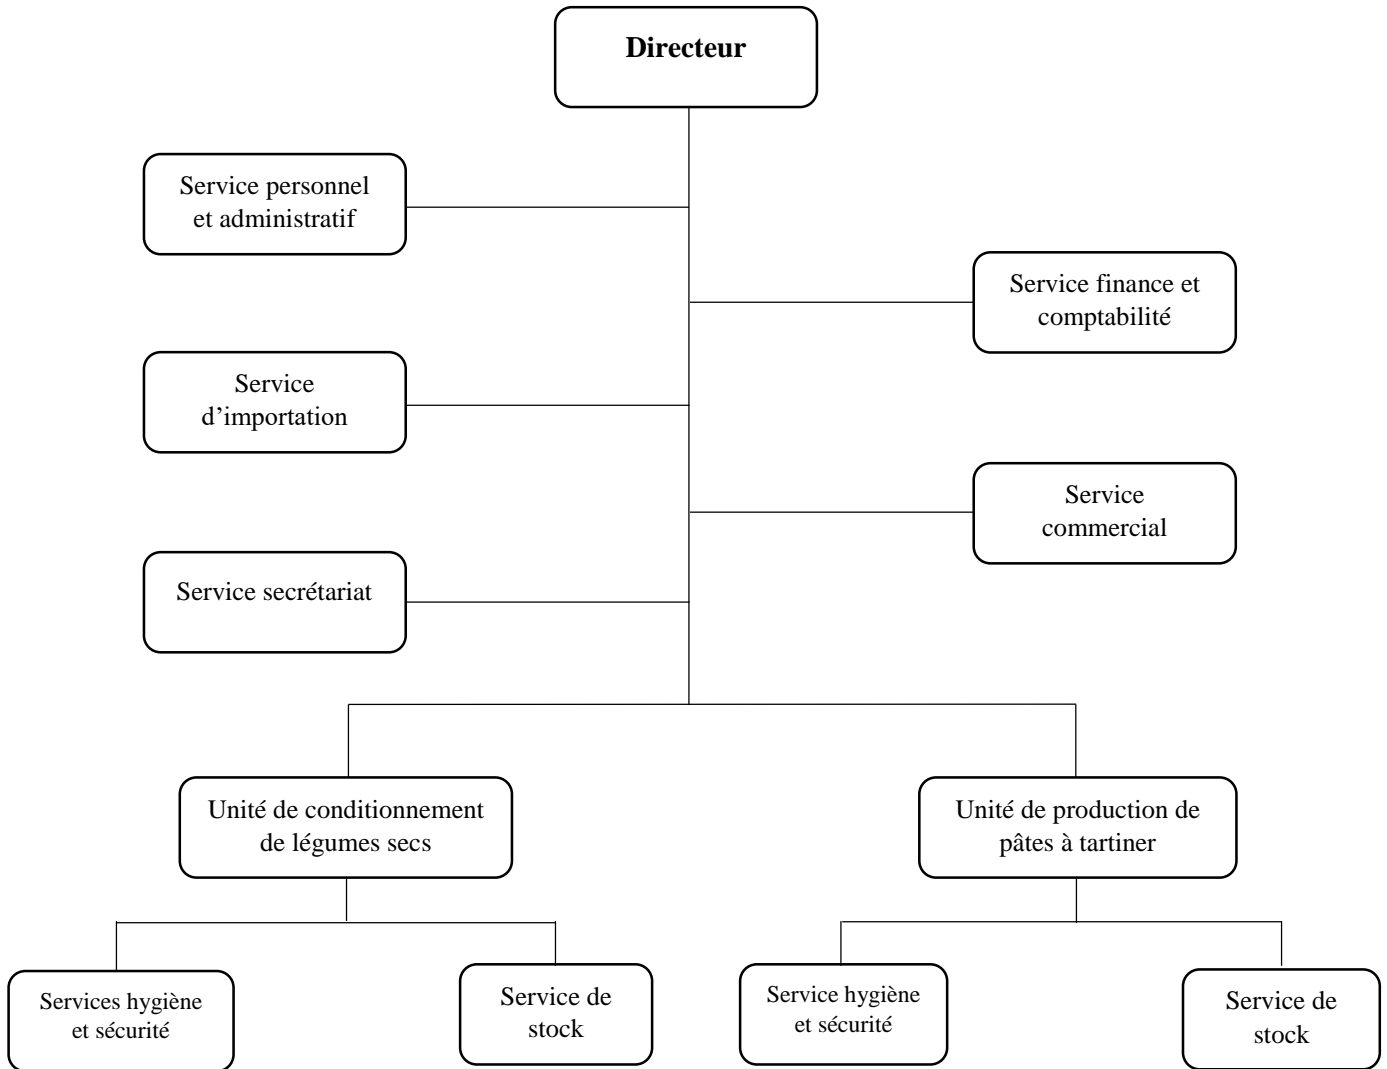 Directeur
Service personnel
et administratif
Service finance et
comptabilité
Service
d’importation
Service
commercial
Service secrétariat
Unité de conditionnement
de légumes secs
Unité de production de
pâtes à tartiner
Services hygiène
et sécurité
Service de
stock
Service hygiène
et sécurité
Service de
stock